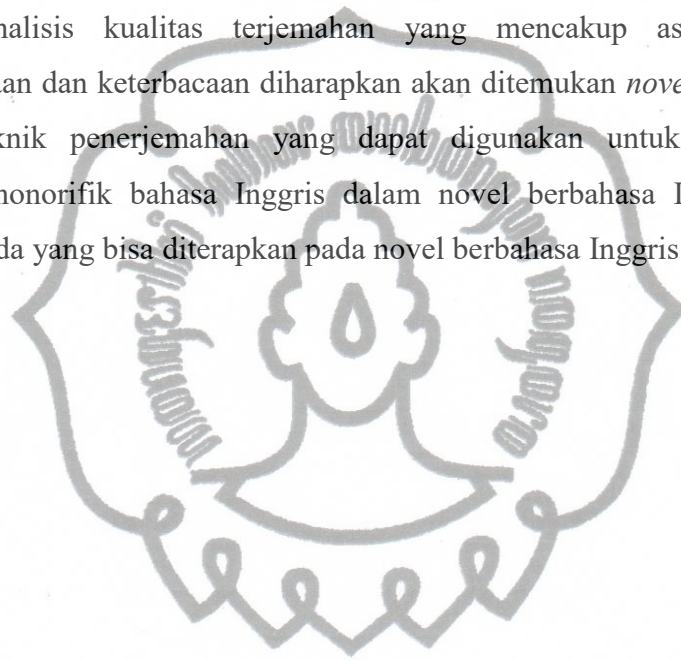 nalisis kualitas terjemahan yang mencakup as
an dan keterbacaan diharapkan akan ditemukan nove
knik penerjemahan yang dapat digunakan untuk
honorifik bahasa Inggris dalam novel berbahasa I
da yang bisa diterapkan pada novel berbahasa Inggris